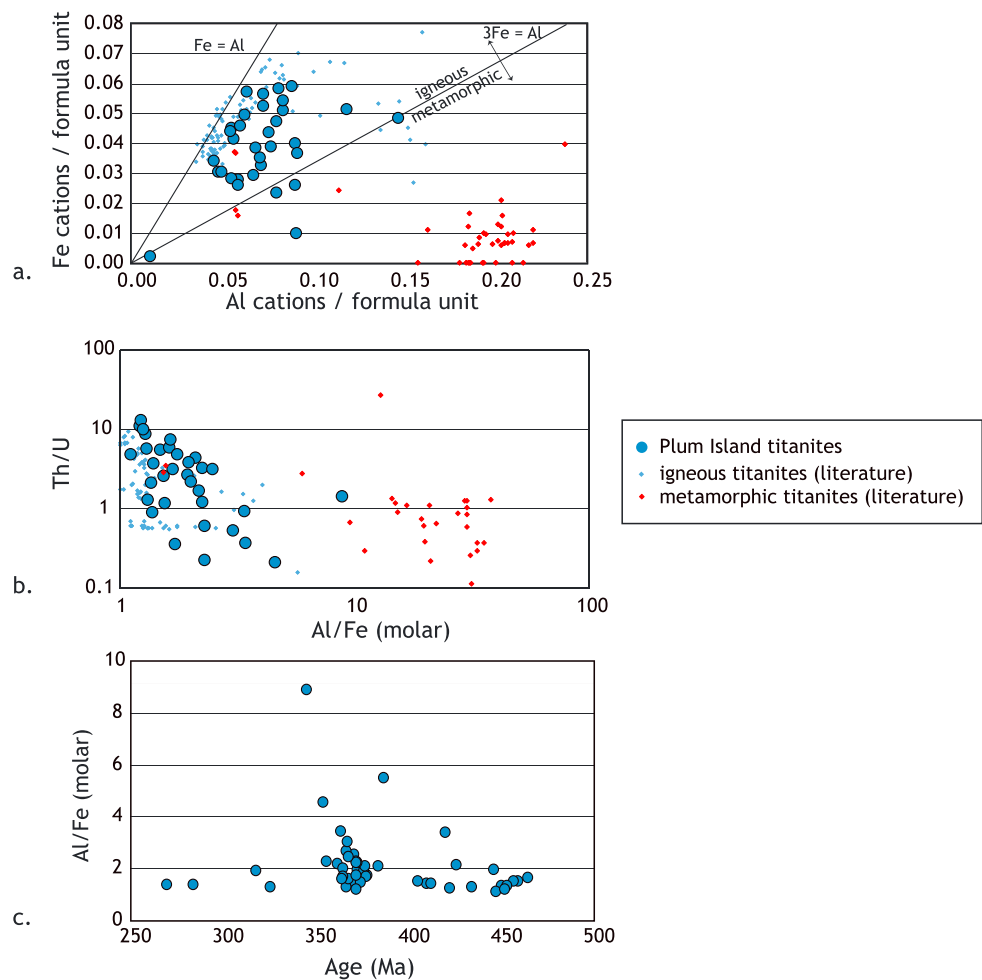 0.08
0.07
0.06
0.05
0.04
0.03
0.02
0.01
0.00
Fe cations / formula unit
Fe = Al
3Fe = Al
igneous
metamorphic
a.
0.00 0.05 0.10 0.15 0.20 0.25
Al cations / formula unit
100
10
1
0.1
Th/U
b.
1 10 100
Al/Fe (molar)
Plum Island titanites
igneous titanites (literature)
metamorphic titanites (literature)
10
8
6
4
2
0
Al/Fe (molar)
c.
250 300 350 400 450 500
Age (Ma)